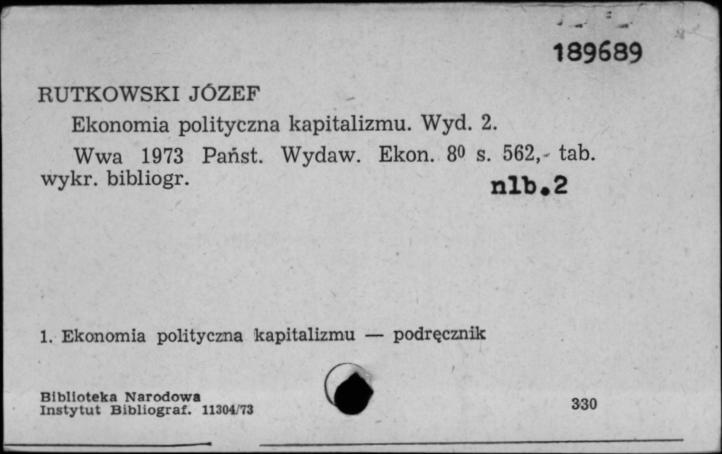 189689
RUTKOWSKI JÓZEF
Ekonomia polityczna kapitalizmu. Wyd. 2.
Wwa 1973 Państ. Wydaw. Ekon. 8⁰ s. 562, tab.
wykr. bibliogr.
nlb.2
1. Ekonomia polityczna kapitalizmu — podręcznik
Biblioteka Narodowa
Instytut Bibliograf. 11304/73
330